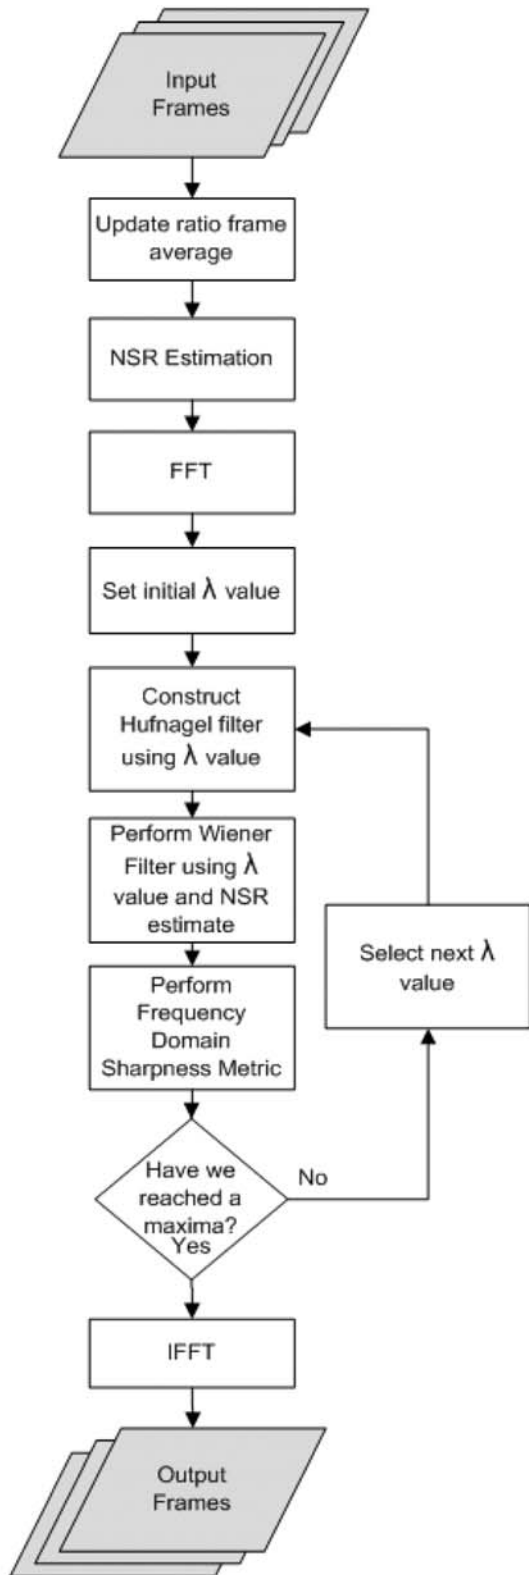 Input
Frames
Update ratio frame
average
NSR Estimation
FFT
Set initial λ value
Construct
Hufnagel filter
using λ value
Perform Wiener
Filter using λ
value and NSR
estimate
Select next λ
value
Perform
Frequency
Domain
Sharpness Metric
Have we
reached a
maxima?
Yes
No
IFFT
Output
Frames